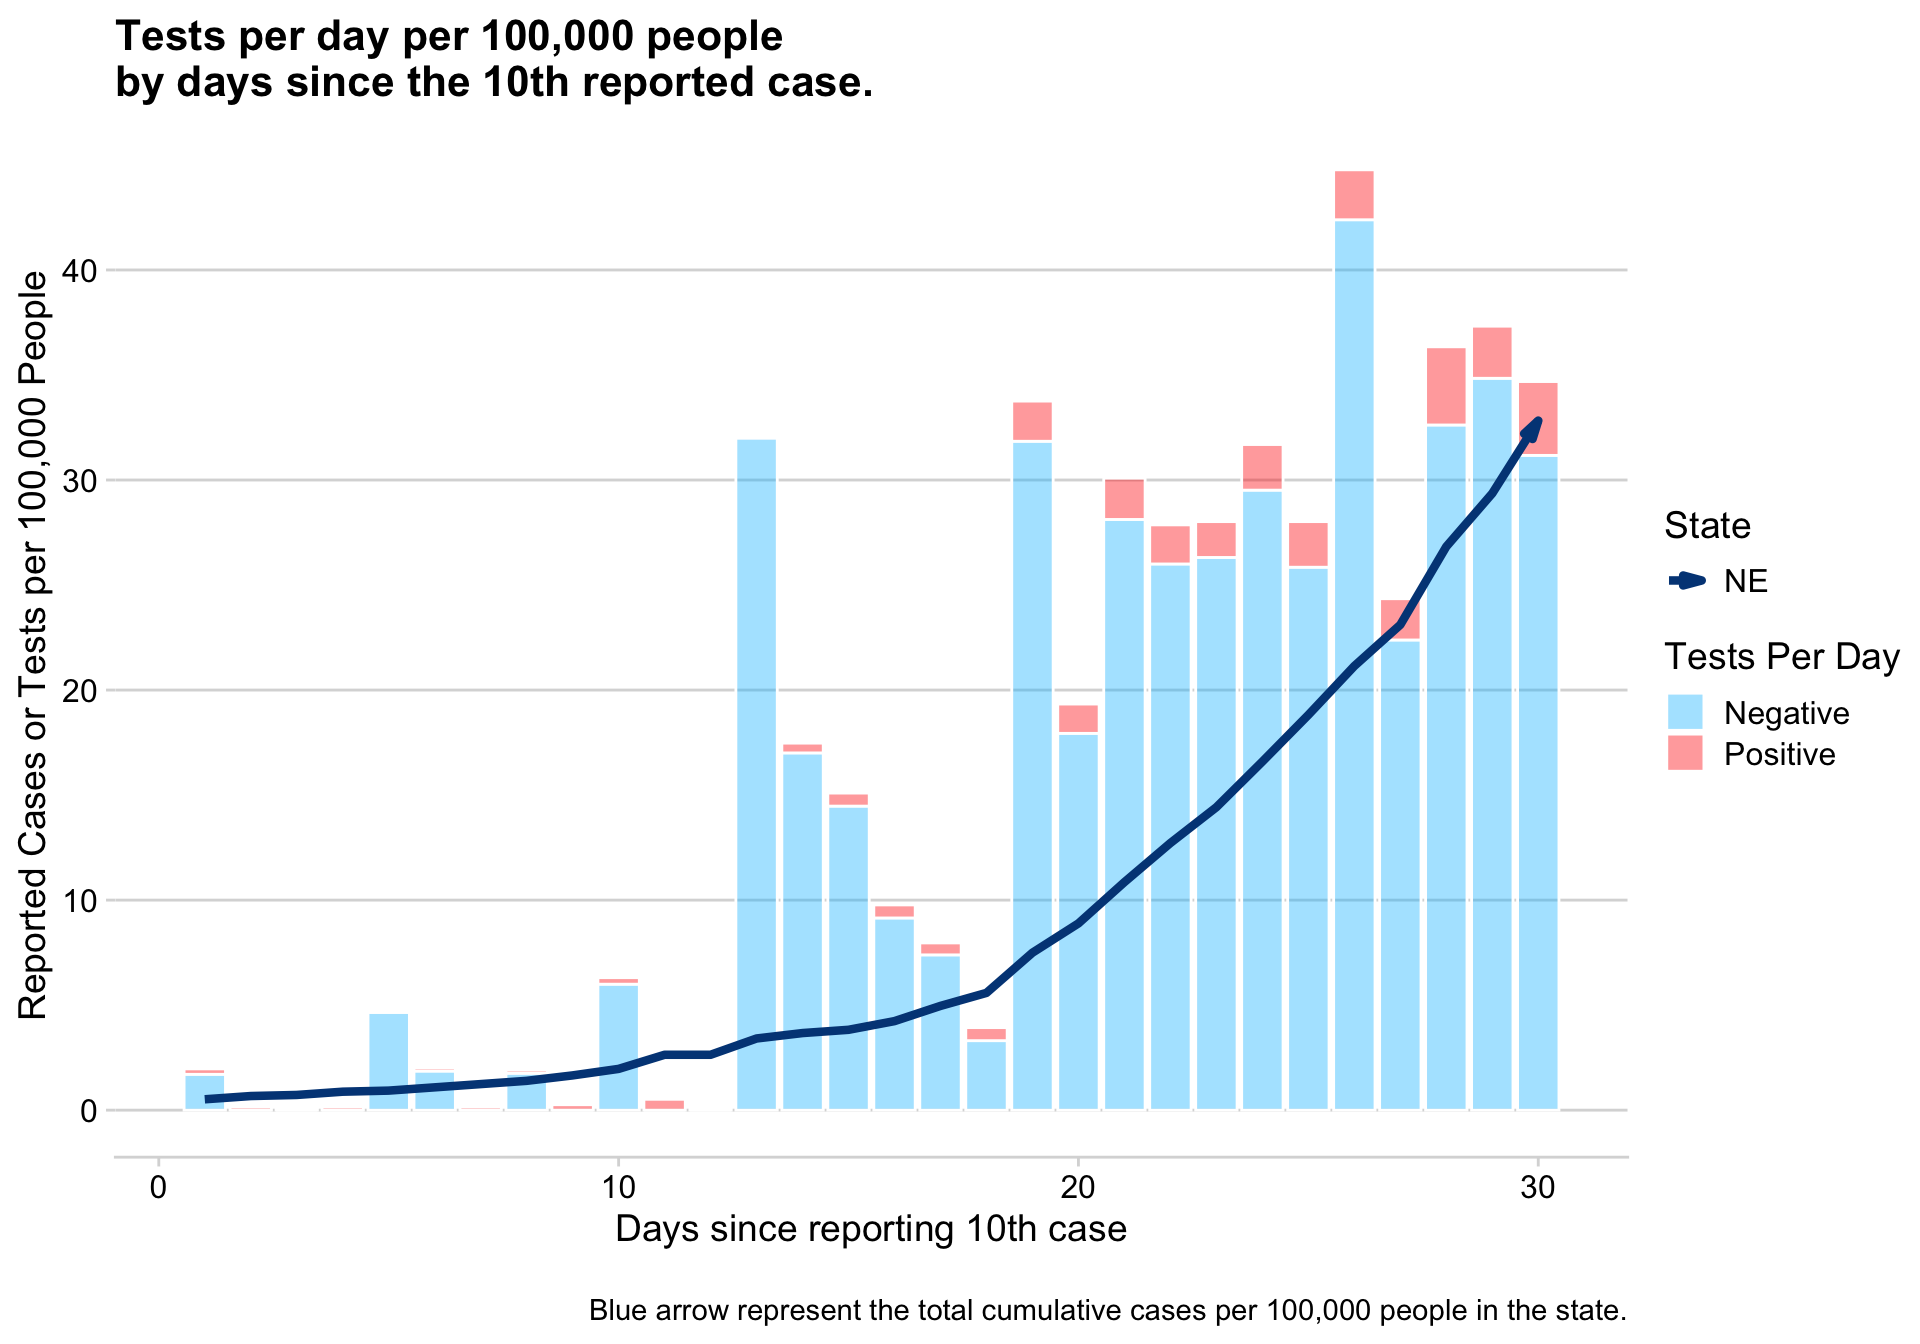 Tests per day per 100,000 people
by days since the 10th reported case.
Reported Cases or Tests per 100,000 People
40
30
20
10
0
0
10
20
30
Days since reporting 10th case
State
NE
Tests Per Day
Negative
Positive
Blue arrow represent the total cumulative cases per 100,000 people in the state.